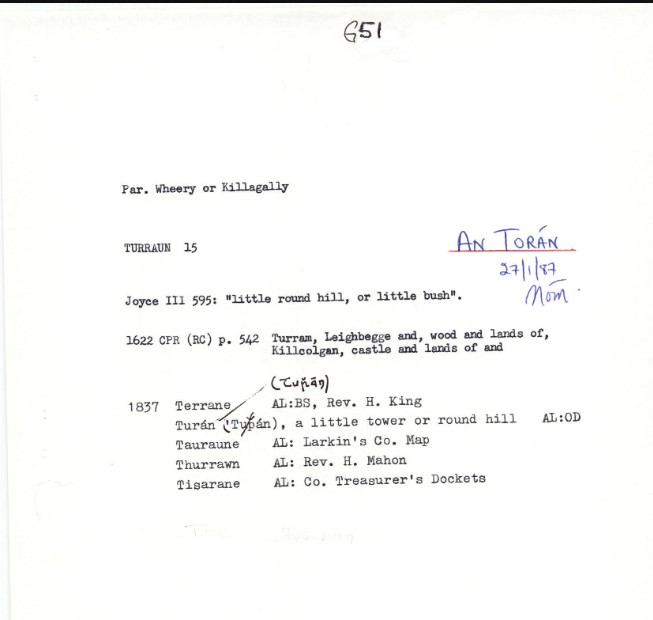 G51
Par. Wheery or Killagally
TURRAUN 15
AN TORÁN
27/1/87
Nóm
Joyce III 595: "little round hill, or little bush".
1622 CPR (RC) p. 542 Turram, Leighbegge and, wood and lands of,
Killcolgan, castle and lands of and
(Tuṙán)
1837 Terrane AL:BS, Rev. H. King
Turán (Tupán), a little tower or round hill AL:OD
Tauraune AL: Larkin's Co. Map
Thurrawn AL: Rev. H. Mahon
Tisarane AL: Co. Treasurer's Dockets